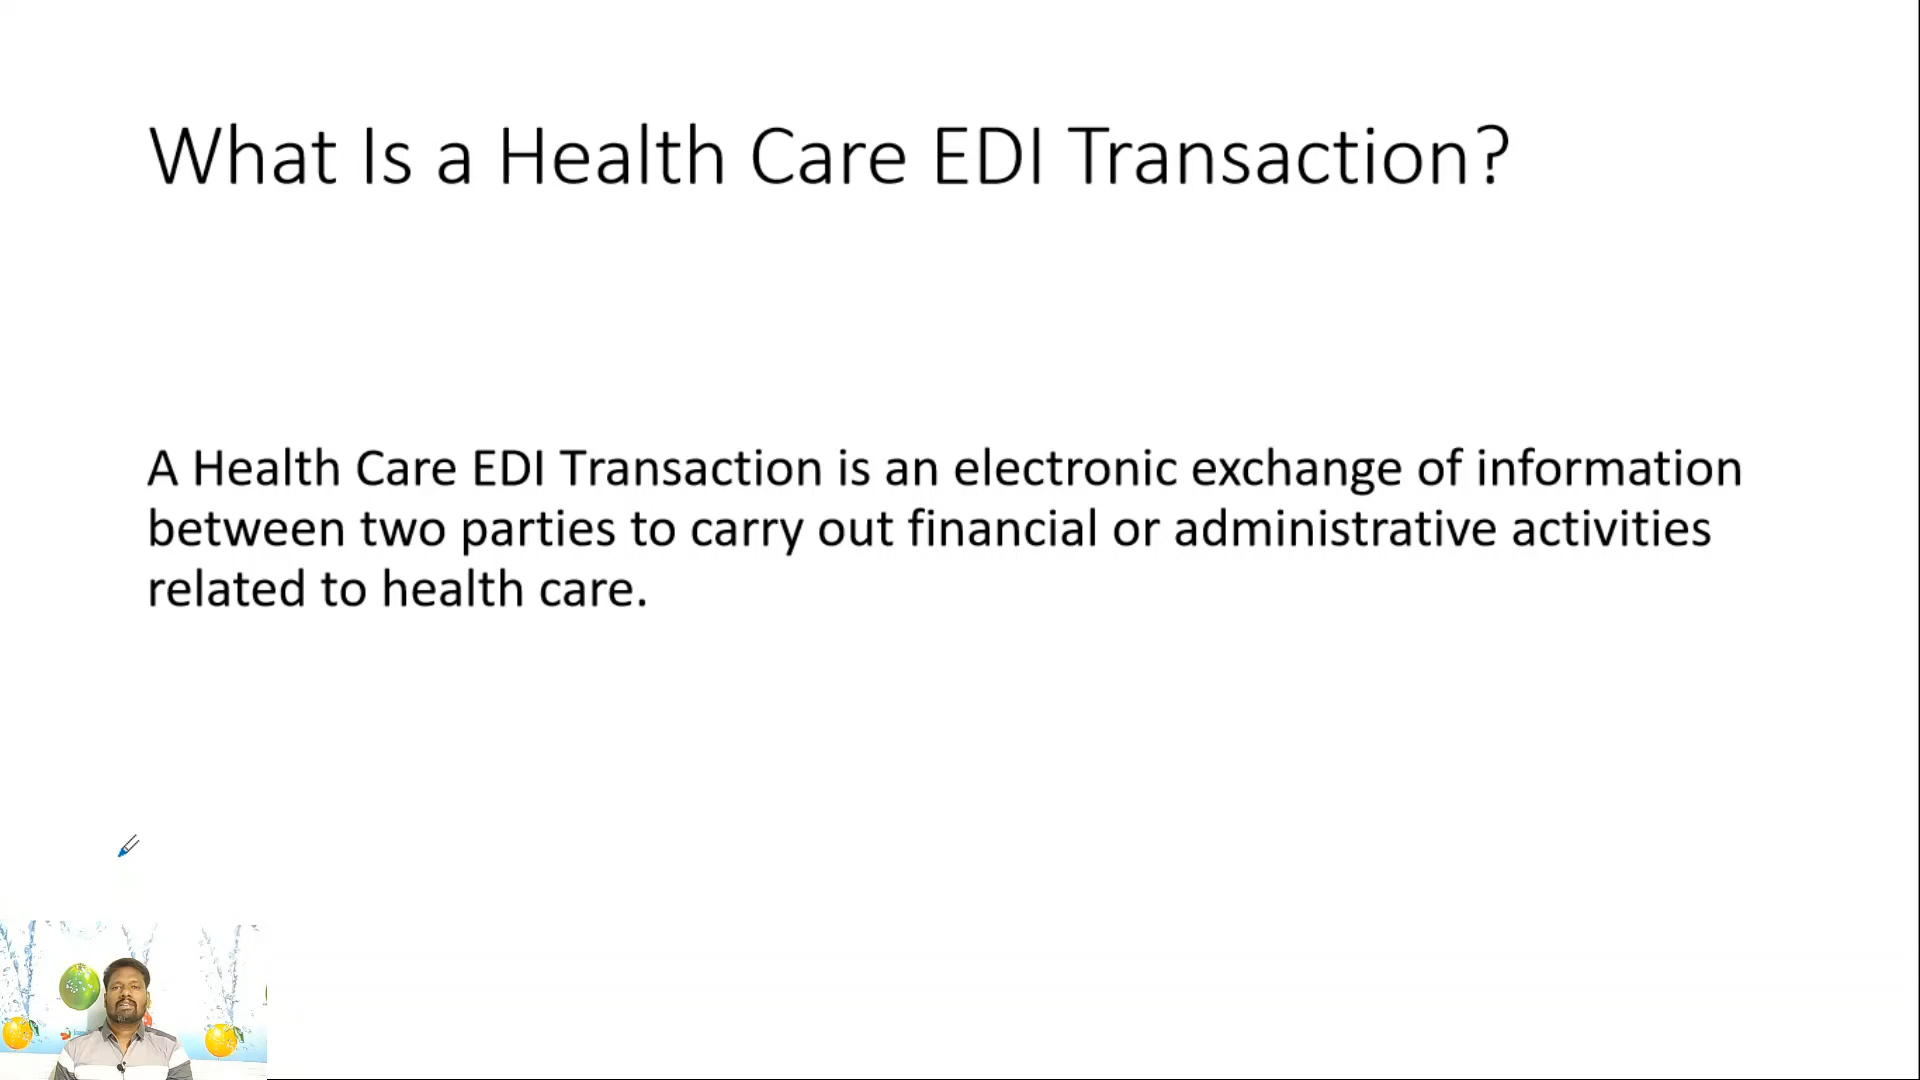 What Is a Health Care EDI Transaction?
A Health Care EDI Transaction is an electronic exchange of information
between two parties to carry out financial or administrative activities
related to health care.